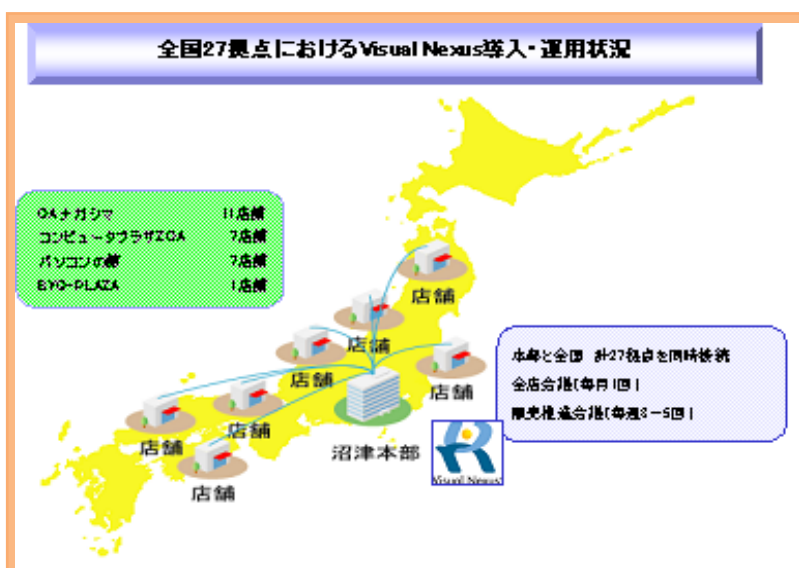 全国27拠点におけるVisual Nexus導入・運用状況
OAナガシマ 11店舗
コンピュータプラザZOA 7店舗
パソコンの館 7店舗
BYO-PLAZA 1店舗
店舗
店舗
店舗
店舗
店舗
店舗
店舗
沼津本部
本部と全国 計27拠点を同時接続
全店会議(毎月1回)
販売推進会議(毎週3－5回)
Visual Nexus